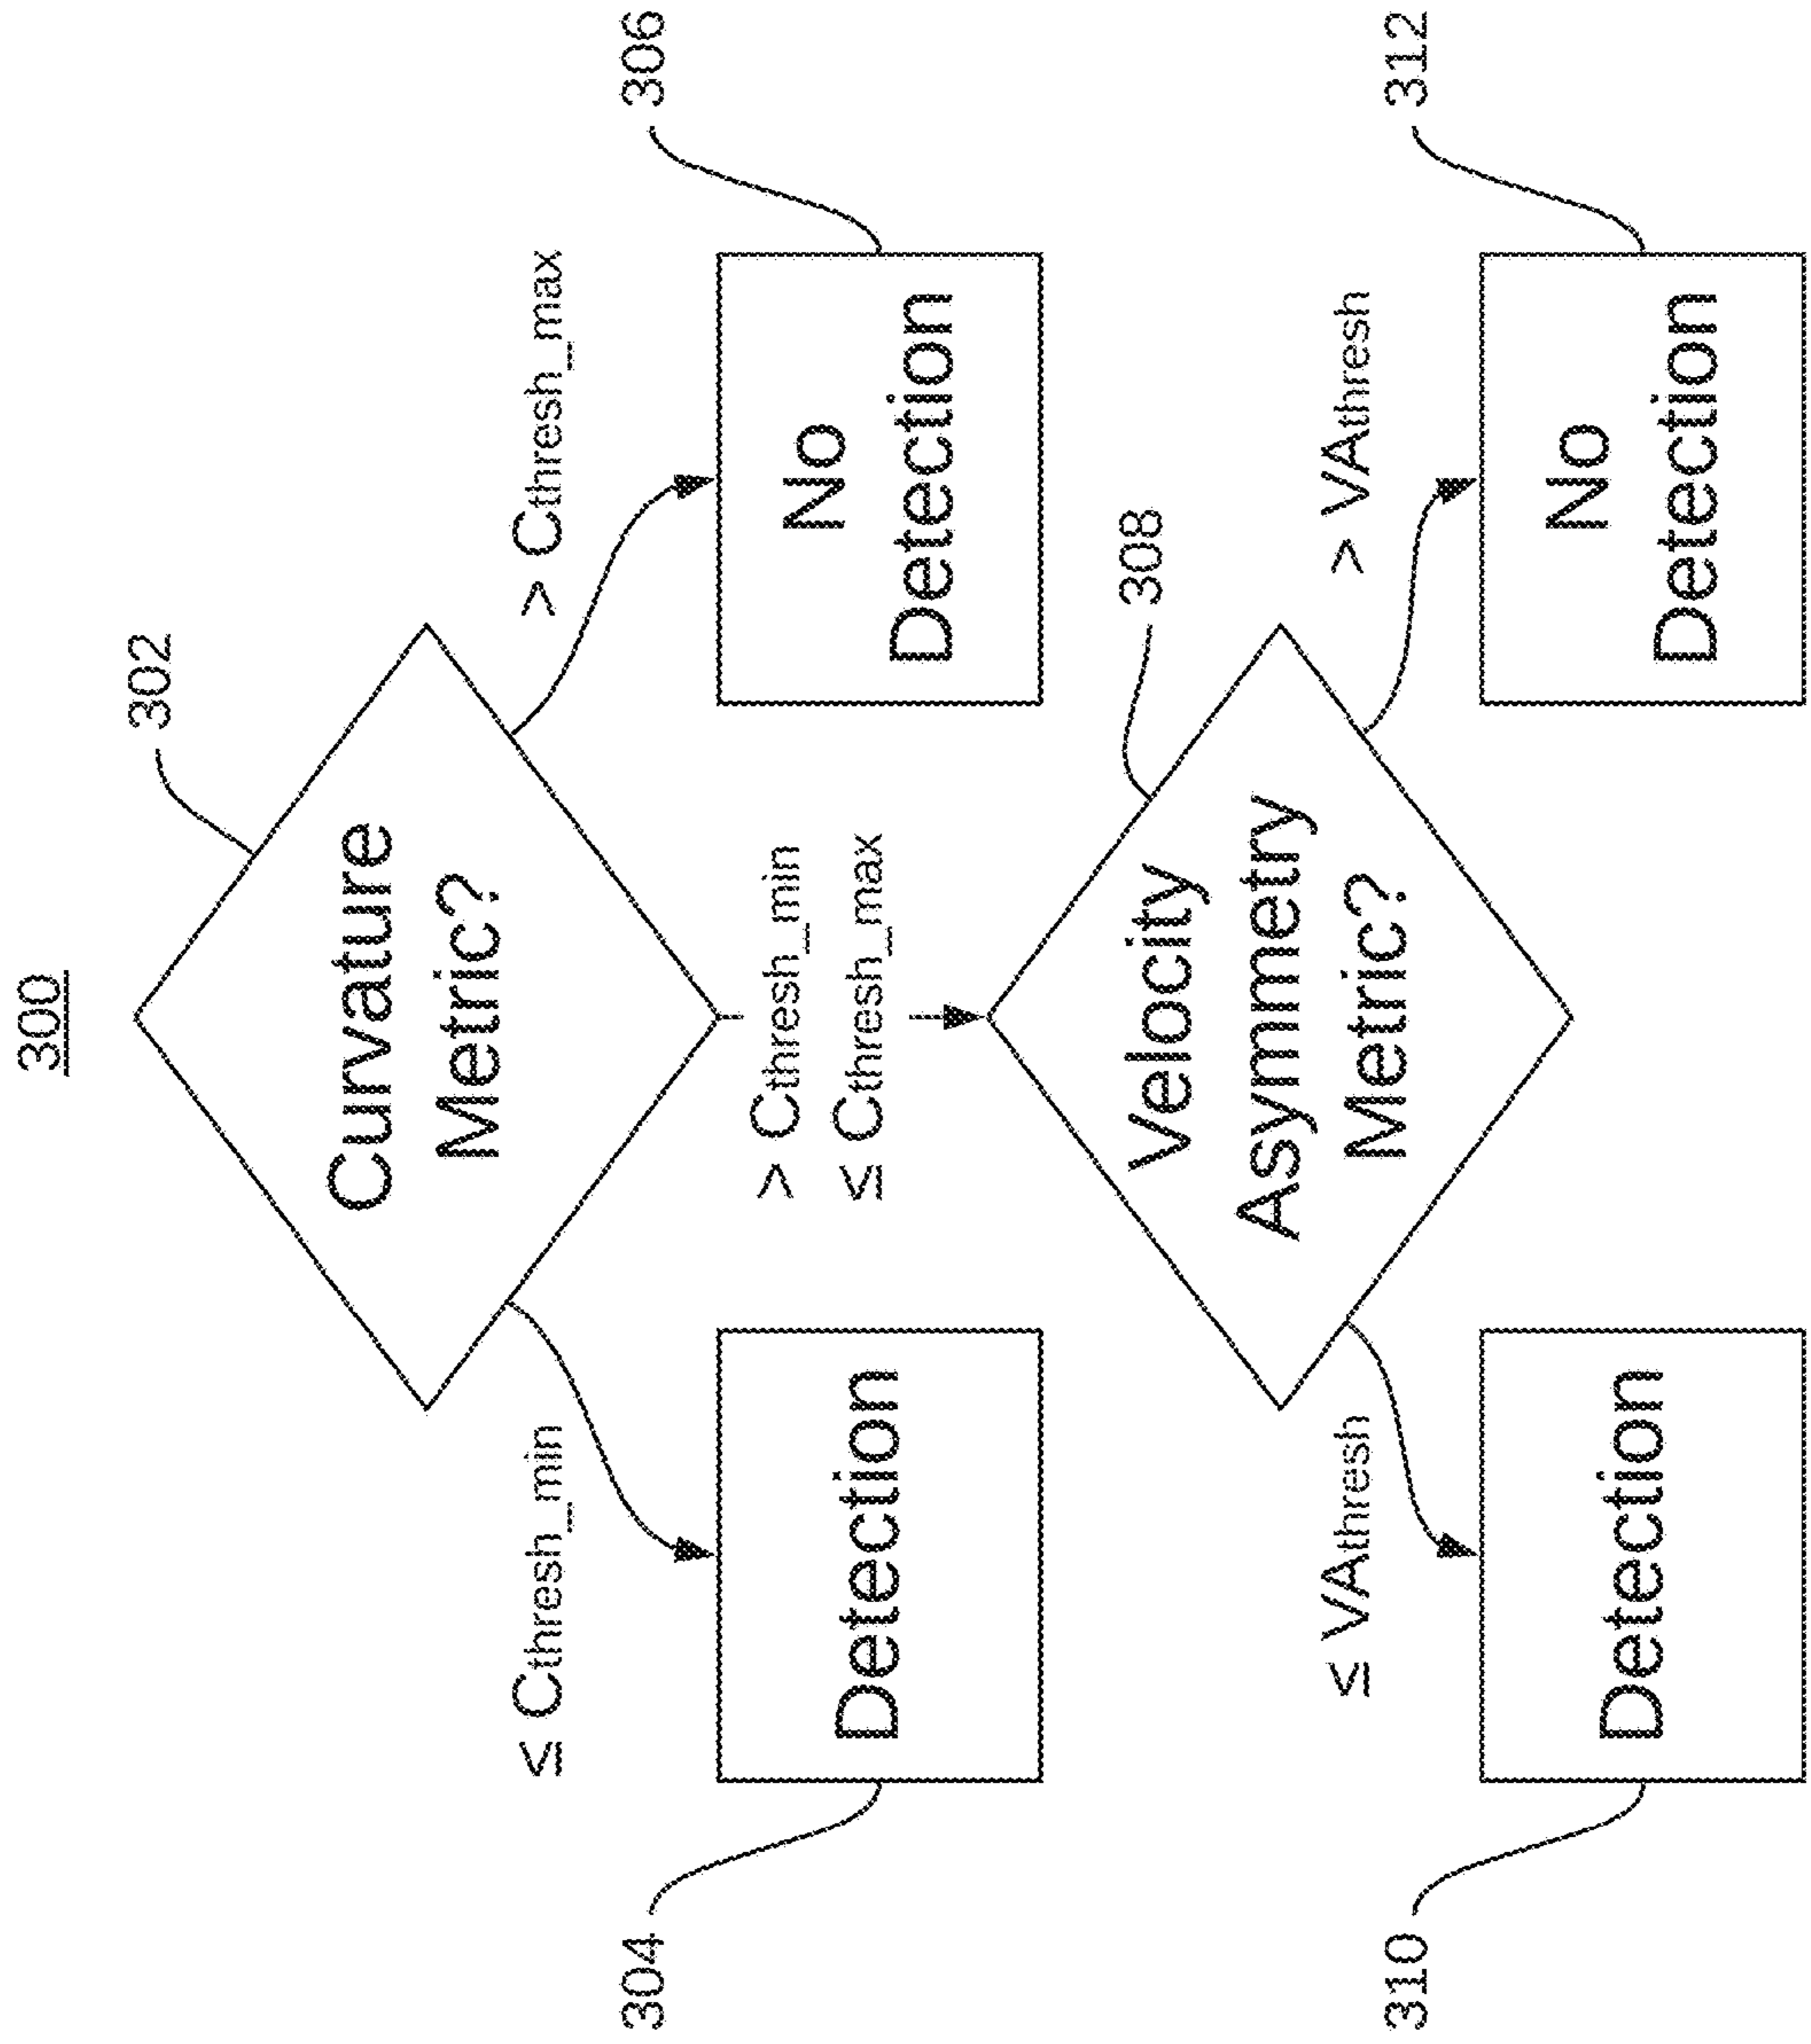 300
302
Curvature
Metric?
≤ Cthresh_min
> Cthresh_max
304
Detection
> Cthresh_min
≤ Cthresh_max
No
Detection
306
308
Velocity
Asymmetry
Metric?
≤ VAthresh
> VAthresh
310
Detection
No
Detection
312